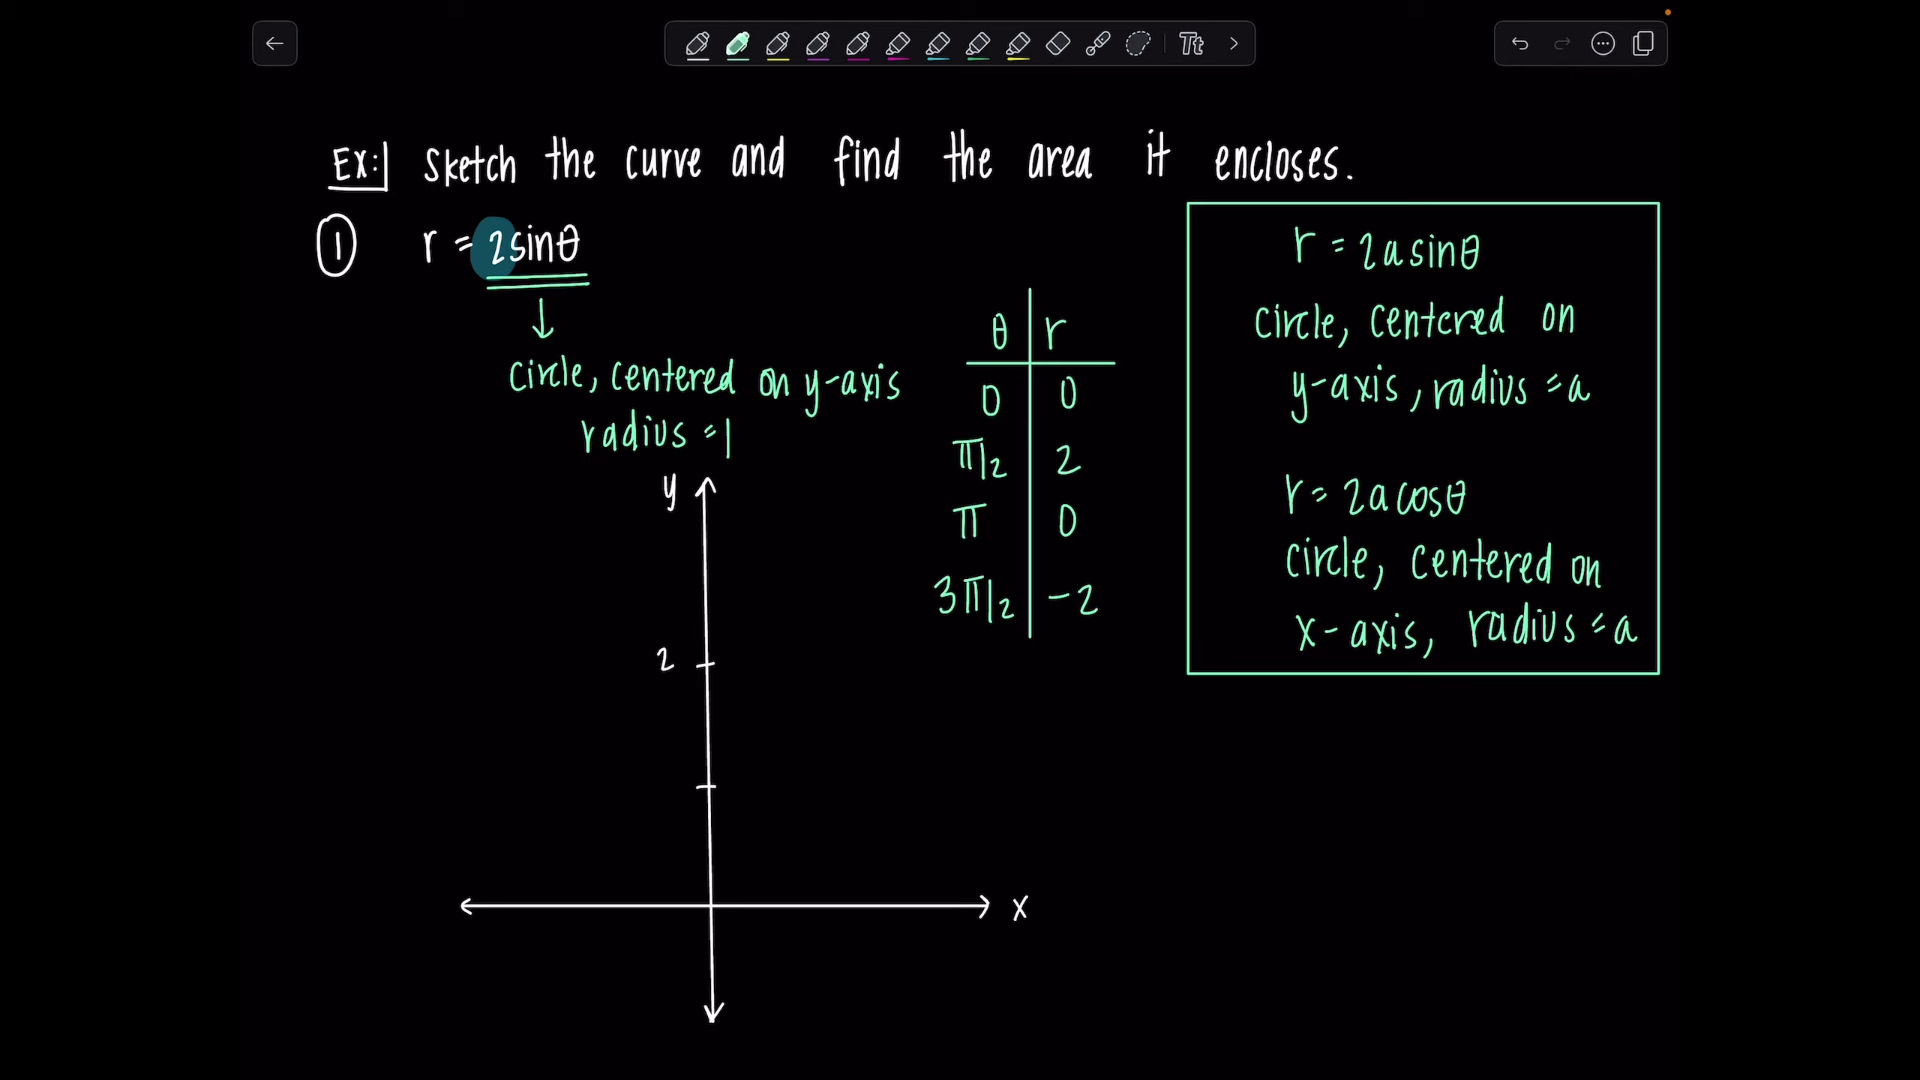 Ex: Sketch the curve and find the area it encloses.
① r = 2sinθ
↓
circle, centered on y-axis
radius = 1
θ r
0 0
π/2 2
π 0
3π/2 -2
y
2
x
r = 2a sinθ
circle, centered on
y-axis, radius = a
r = 2a cosθ
circle, centered on
x-axis, radius = a
Tt